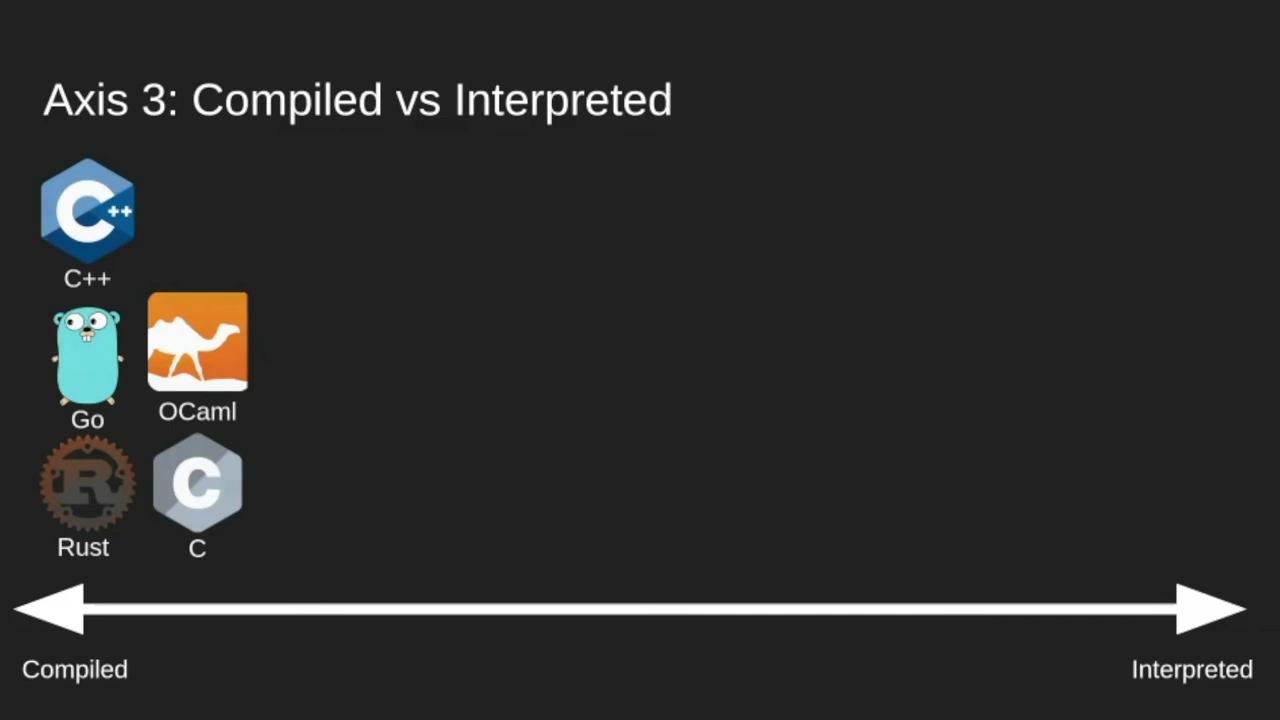 Axis 3: Compiled vs Interpreted
C++
C++
Go
OCaml
R
C
Rust
C
Compiled
Interpreted